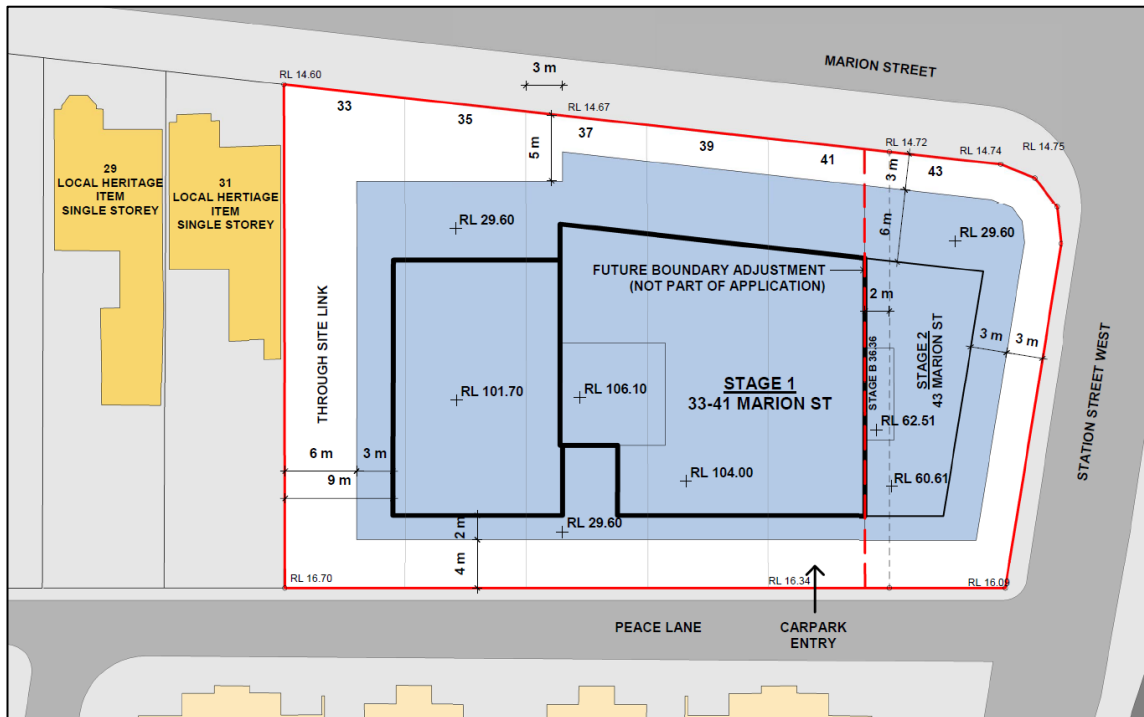 MARION STREET
3 m
RL 14.60
33
RL 14.67
35
37
39
41
RL 14.72
43
RL 14.74
RL 14.75
5 m
3 m
6 m
29
LOCAL HERITAGE
ITEM
SINGLE STOREY
31
LOCAL HERITAGE
ITEM
SINGLE STOREY
RL 29.60
RL 29.60
FUTURE BOUNDARY ADJUSTMENT
(NOT PART OF APPLICATION)
2 m
3 m
3 m
THROUGH SITE LINK
STAGE B 36.36
STAGE 2
43 MARION ST
STATION STREET WEST
RL 101.70
RL 106.10
STAGE 1
33-41 MARION ST
RL 62.51
6 m
3 m
9 m
RL 104.00
RL 60.61
2 m
RL 29.60
4 m
RL 16.70
RL 16.34
RL 16.09
PEACE LANE
CARPARK
ENTRY